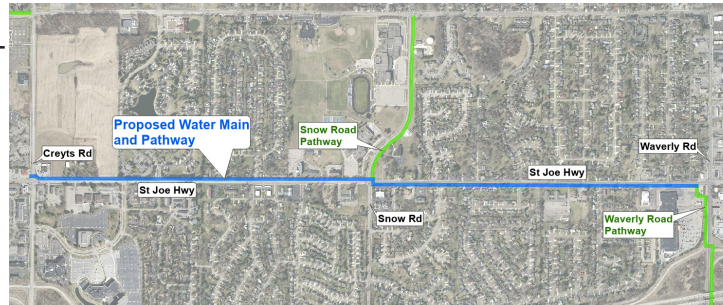 Proposed Water Main
and Pathway
Creyts Rd
St Joe Hwy
Snow Road
Pathway
Snow Rd
St Joe Hwy
Waverly Rd
Waverly Road
Pathway